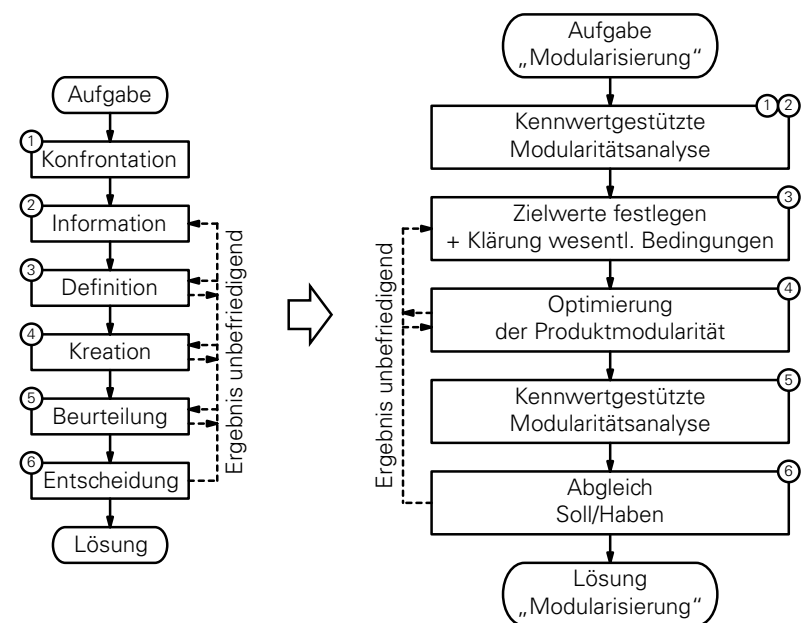 Aufgabe
1
Konfrontation
2
Information
3
Definition
4
Kreation
5
Beurteilung
6
Entscheidung
Lösung
Ergebnis unbefriedigend
Aufgabe
„Modularisierung“
1 2
Kennwertgestützte
Modularitätsanalyse
3
Zielwerte festlegen
+ Klärung wesentl. Bedingungen
4
Optimierung
der Produktmodularität
5
Kennwertgestützte
Modularitätsanalyse
6
Abgleich
Soll/Haben
Lösung
„Modularisierung“
Ergebnis unbefriedigend